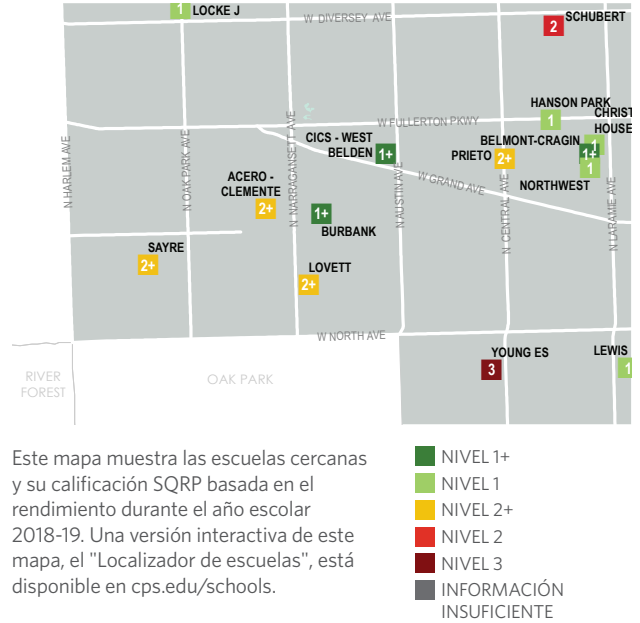 1 LOCKE J
W DIVERSEY AVE
SCHUBERT
2
HANSON PARK
1
W FULLERTON PKWY
CHRIST
HOUSE
1
CICS - WEST
BELDEN 1+
BELMONT-CRAGIN
1+
PRIETO 2+
1
NORTHWEST
W GRAND AVE
ACERO -
CLEMENTE
2+
1+
BURBANK
N HARLEM AVE
N OAK PARK AVE
N NARRAGANSETT AVE
N AUSTIN AVE
N CENTRAL AVE
N LARAMIE AVE
SAYRE
2+
LOVETT
2+
W NORTH AVE
YOUNG ES
3
LEWIS
1
RIVER
FOREST
OAK PARK
Este mapa muestra las escuelas cercanas
y su calificación SQRP basada en el
rendimiento durante el año escolar
2018-19. Una versión interactiva de este
mapa, el "Localizador de escuelas", está
disponible en cps.edu/schools.
NIVEL 1+
NIVEL 1
NIVEL 2+
NIVEL 2
NIVEL 3
INFORMACIÓN
INSUFICIENTE